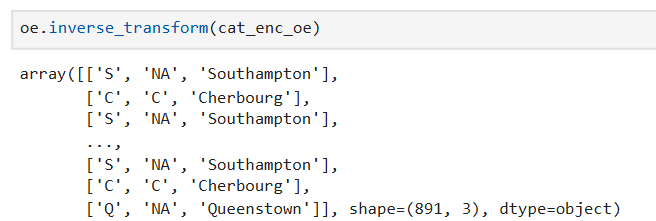 oe.inverse_transform(cat_enc_oe)
array([['S', 'NA', 'Southampton'],
['C', 'C', 'Cherbourg'],
['S', 'NA', 'Southampton'],
...,
['S', 'NA', 'Southampton'],
['C', 'C', 'Cherbourg'],
['Q', 'NA', 'Queenstown']], shape=(891, 3), dtype=object)